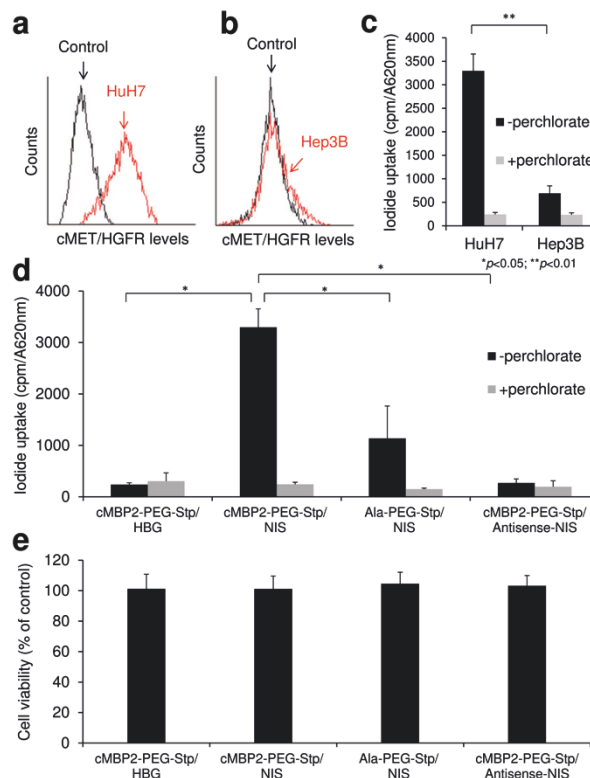 a
Control
HuH7
Counts
cMET/HGFR levels
b
Control
Hep3B
Counts
cMET/HGFR levels
c
**
Iodide uptake (cpm/A620nm)
4000
3500
3000
2500
2000
1500
1000
500
0
-perchlorate
+perchlorate
HuH7 Hep3B
*p<0.05; **p<0.01
d
*
* *
Iodide uptake (cpm/A620nm)
4000
3000
2000
1000
0
-perchlorate
+perchlorate
cMBP2-PEG-Stp/ cMBP2-PEG-Stp/ Ala-PEG-Stp/ cMBP2-PEG-Stp/
HBG NIS NIS Antisense-NIS
e
Cell viability (% of control)
120
100
80
60
40
20
0
cMBP2-PEG-Stp/ cMBP2-PEG-Stp/ Ala-PEG-Stp/ cMBP2-PEG-Stp/
HBG NIS NIS Antisense-NIS